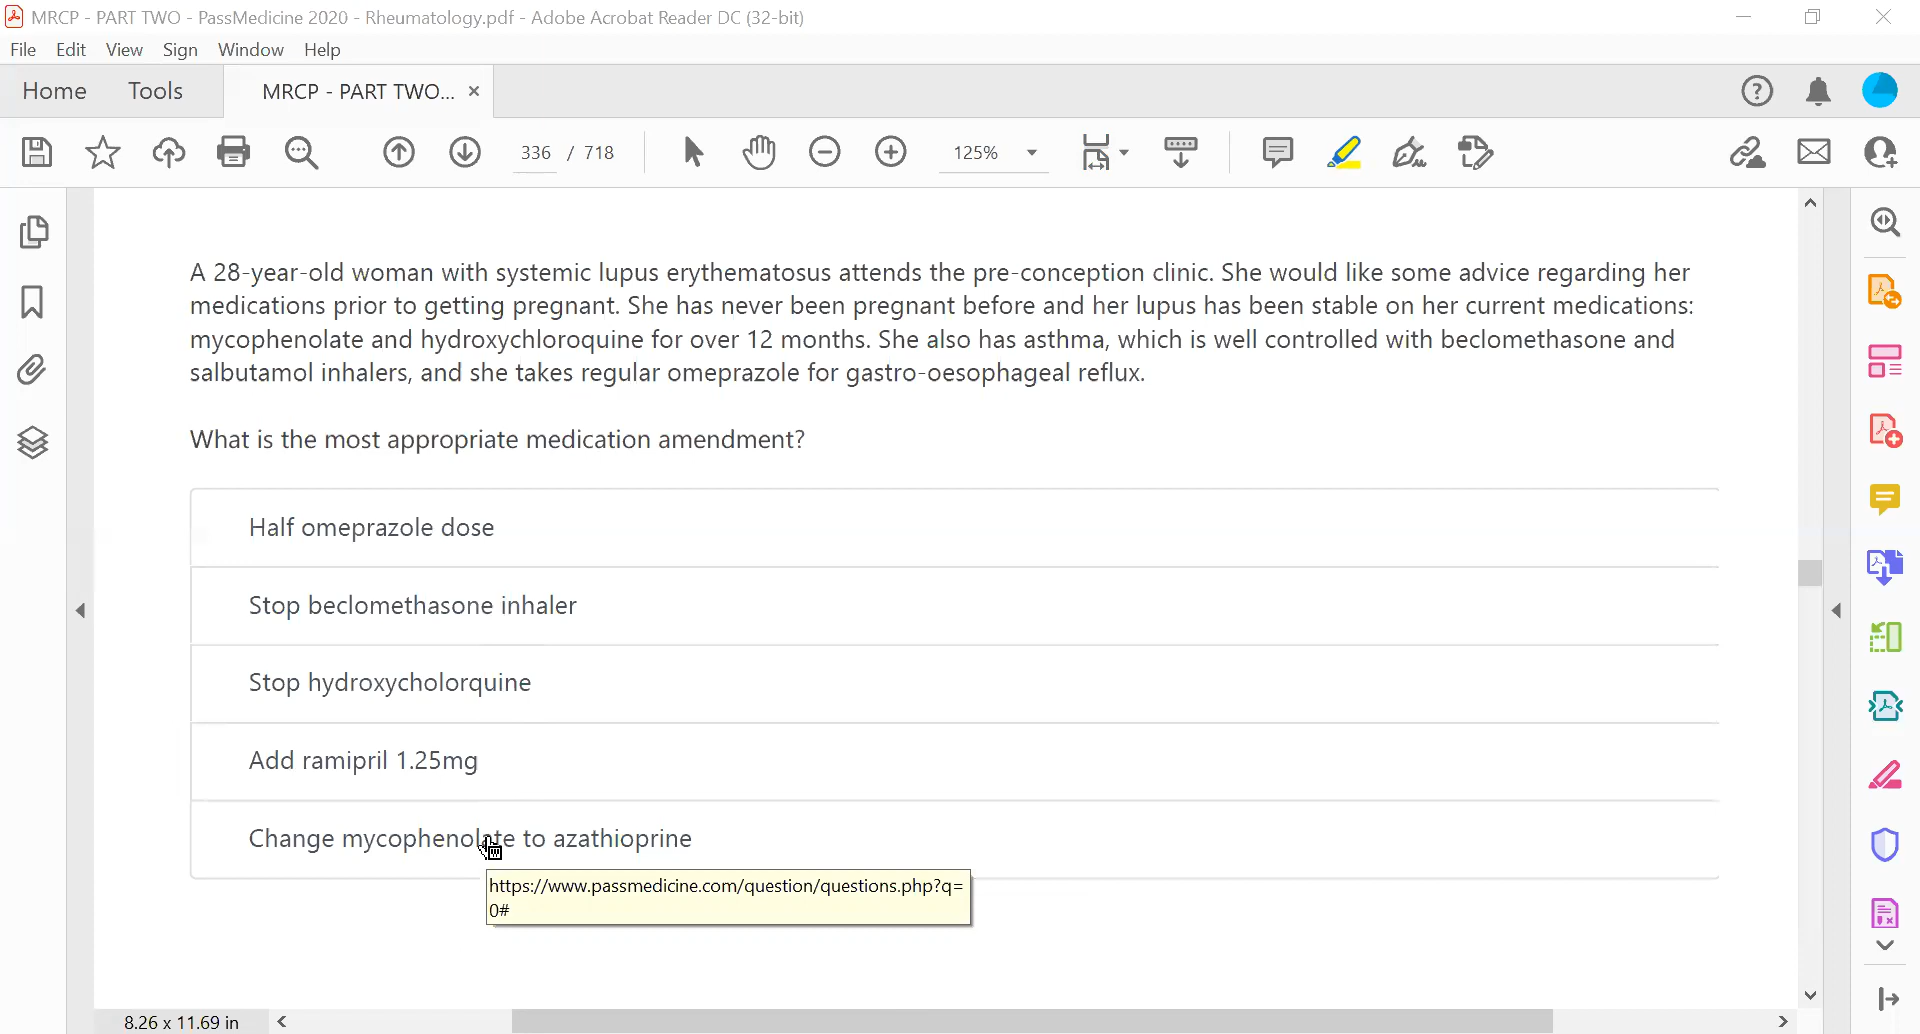 MRCP - PART TWO - PassMedicine 2020 - Rheumatology.pdf - Adobe Acrobat Reader DC (32-bit)
File Edit View Sign Window Help
Home Tools MRCP - PART TWO... ×
336 / 718 125%
A 28-year-old woman with systemic lupus erythematosus attends the pre-conception clinic. She would like some advice regarding her
medications prior to getting pregnant. She has never been pregnant before and her lupus has been stable on her current medications:
mycophenolate and hydroxychloroquine for over 12 months. She also has asthma, which is well controlled with beclomethasone and
salbutamol inhalers, and she takes regular omeprazole for gastro-oesophageal reflux.
What is the most appropriate medication amendment?
Half omeprazole dose
Stop beclomethasone inhaler
Stop hydroxycholorquine
Add ramipril 1.25mg
Change mycophenolate to azathioprine
https://www.passmedicine.com/question/questions.php?q=
0#
8.26 x 11.69 in